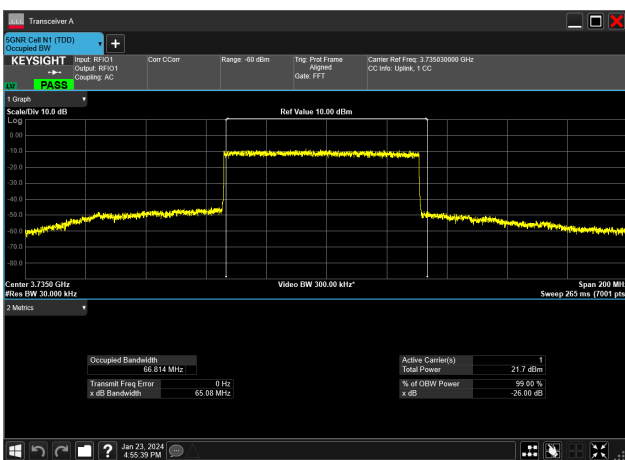 Transceiver A
5GNR Cell N1 (TDD)
Occupied BW
KEYSIGHT
PASS
Input: RFIO1
Output: RFIO1
Coupling: AC
Corr CCorr
Range: -60 dBm
Trig: Prot Frame
Aligned
Gate: FFT
Carrier Ref Freq: 3.735030000 GHz
CC Info: Uplink, 1 CC
1 Graph
Scale/Div 10.0 dB
Ref Value 10.00 dBm
Log
0.00
-10.0
-20.0
-30.0
-40.0
-50.0
-60.0
-70.0
-80.0
Center 3.7350 GHz
Video BW 300.00 kHz*
Span 200 MH
#Res BW 30.000 kHz
Sweep 265 ms (7001 pts
2 Metrics
Occupied Bandwidth
66.814 MHz
Active Carrier(s) 1
Total Power 21.7 dBm
Transmit Freq Error 0 Hz
x dB Bandwidth 65.08 MHz
% of OBW Power 99.00 %
x dB -26.00 dB
Jan 23, 2024
4:55:39 PM